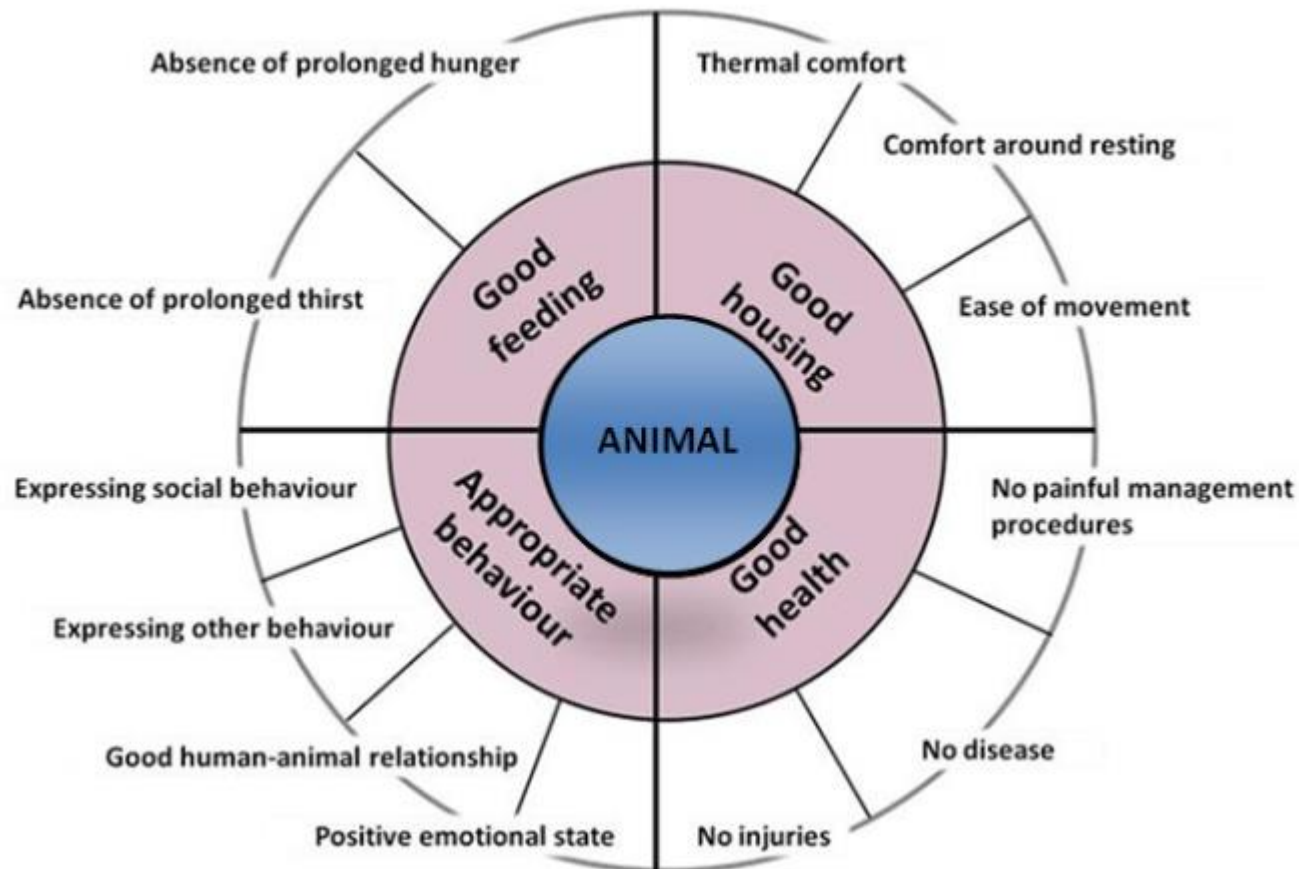 Absence of prolonged hunger
Thermal comfort
Comfort around resting
Absence of prolonged thirst
Good
feeding
Good
housing
Ease of movement
ANIMAL
Expressing social behaviour
Appropriate
behaviour
Good
health
No painful management
procedures
Expressing other behaviour
Good human-animal relationship
No disease
Positive emotional state
No injuries